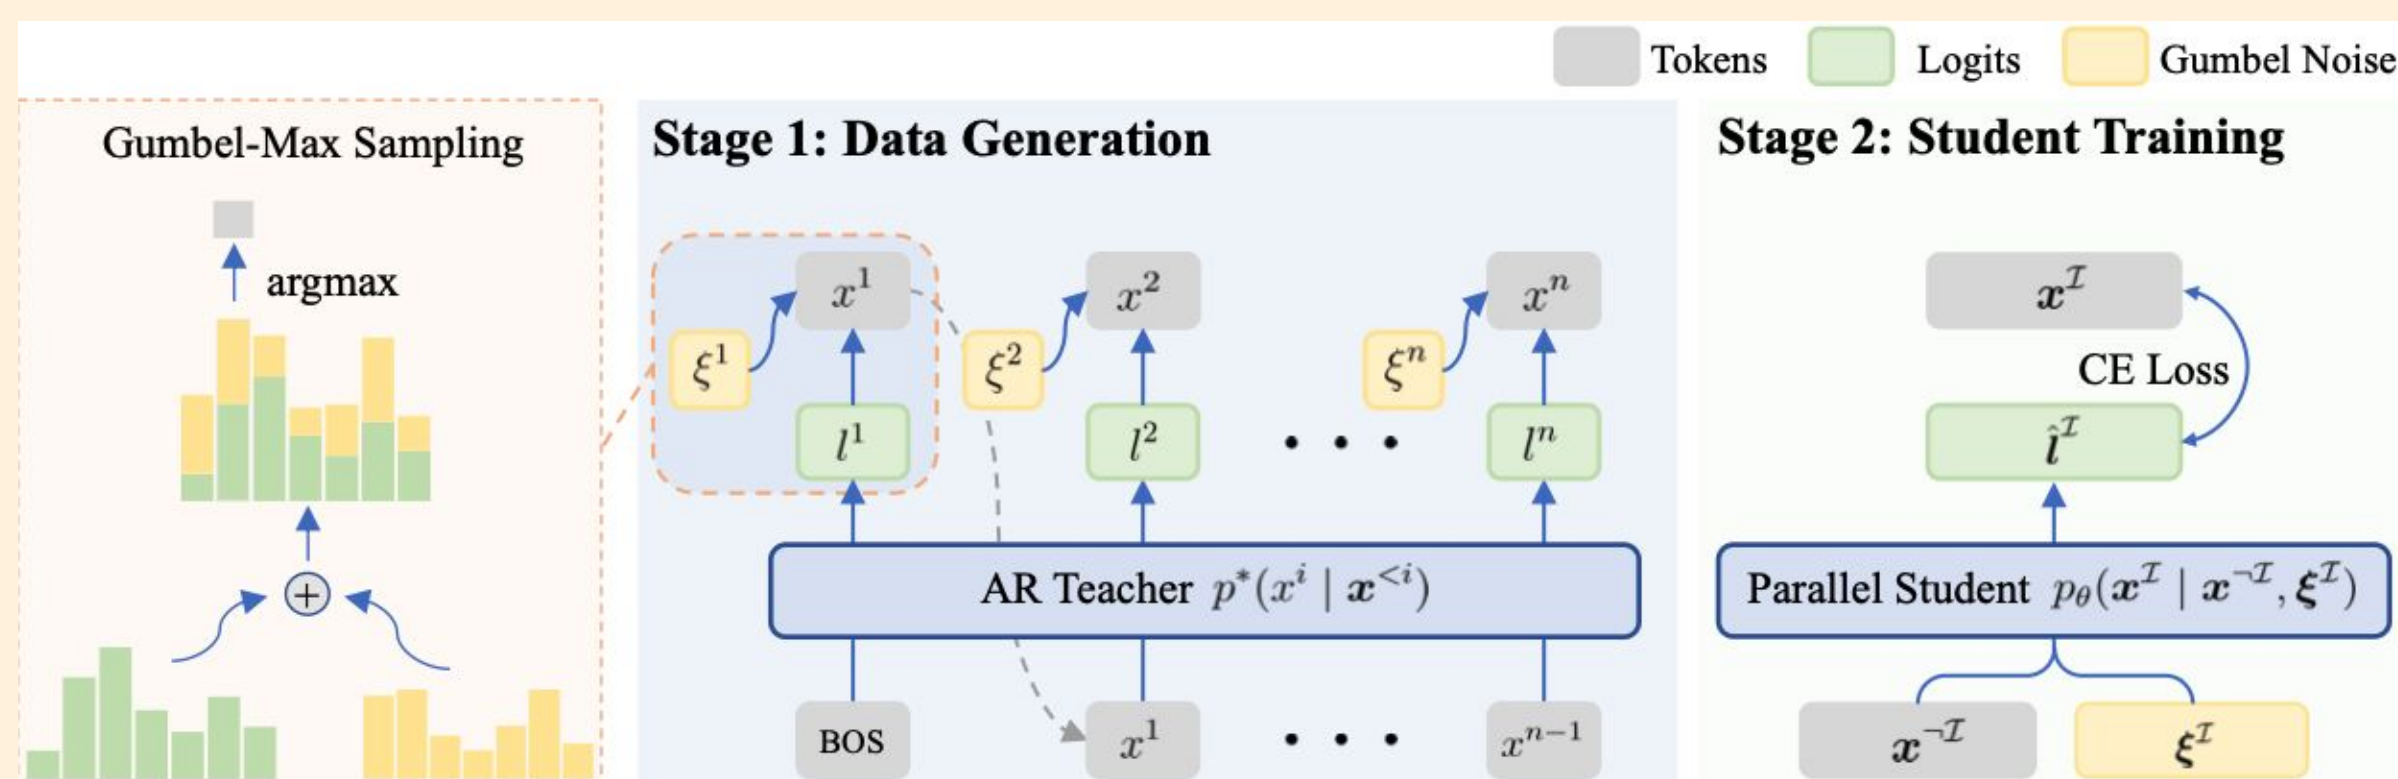 Tokens Logits Gumbel Noise
Gumbel-Max Sampling
argmax
+
Stage 1: Data Generation
x¹ x² xⁿ
ξ¹ ξ² ξⁿ
l¹ l² • • • lⁿ
AR Teacher p*(xⁱ | x^{<i})
BOS x¹ • • • xⁿ⁻¹
Stage 2: Student Training
x^ℐ
CE Loss
l̂^ℐ
Parallel Student p_θ(x^ℐ | x^{¬ℐ}, ξ^ℐ)
x^{¬ℐ} ξ^ℐ